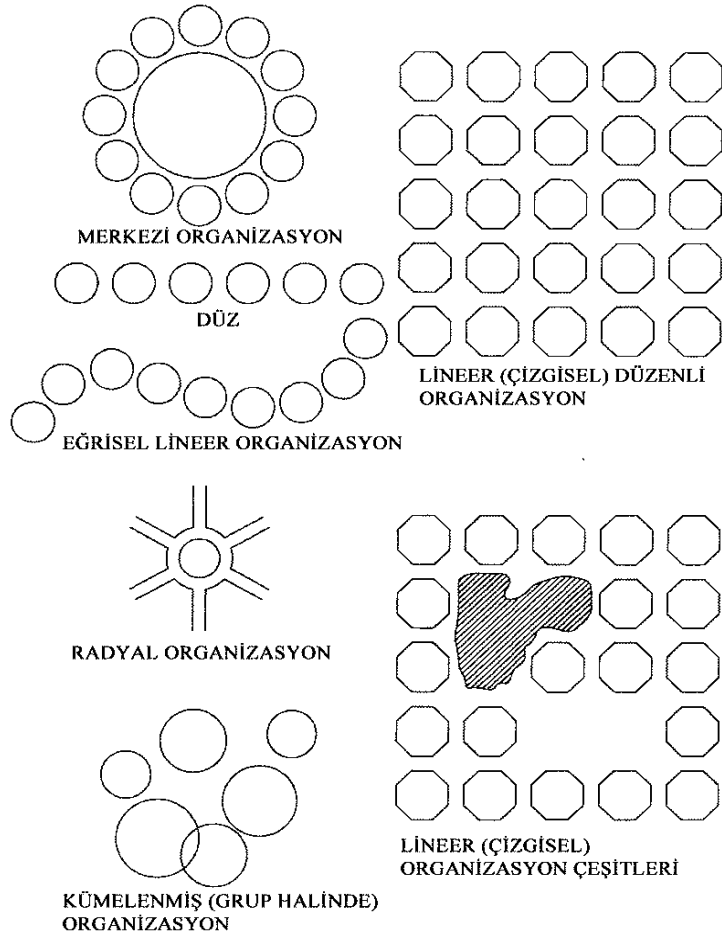 MERKEZİ ORGANİZASYON
DÜZ
EĞRİSEL LİNEER ORGANİZASYON
LİNEER (ÇİZGİSEL) DÜZENLİ
ORGANİZASYON
RADYAL ORGANİZASYON
KÜMELENMİŞ (GRUP HALİNDE)
ORGANİZASYON
LİNEER (ÇİZGİSEL)
ORGANİZASYON ÇEŞİTLERİ